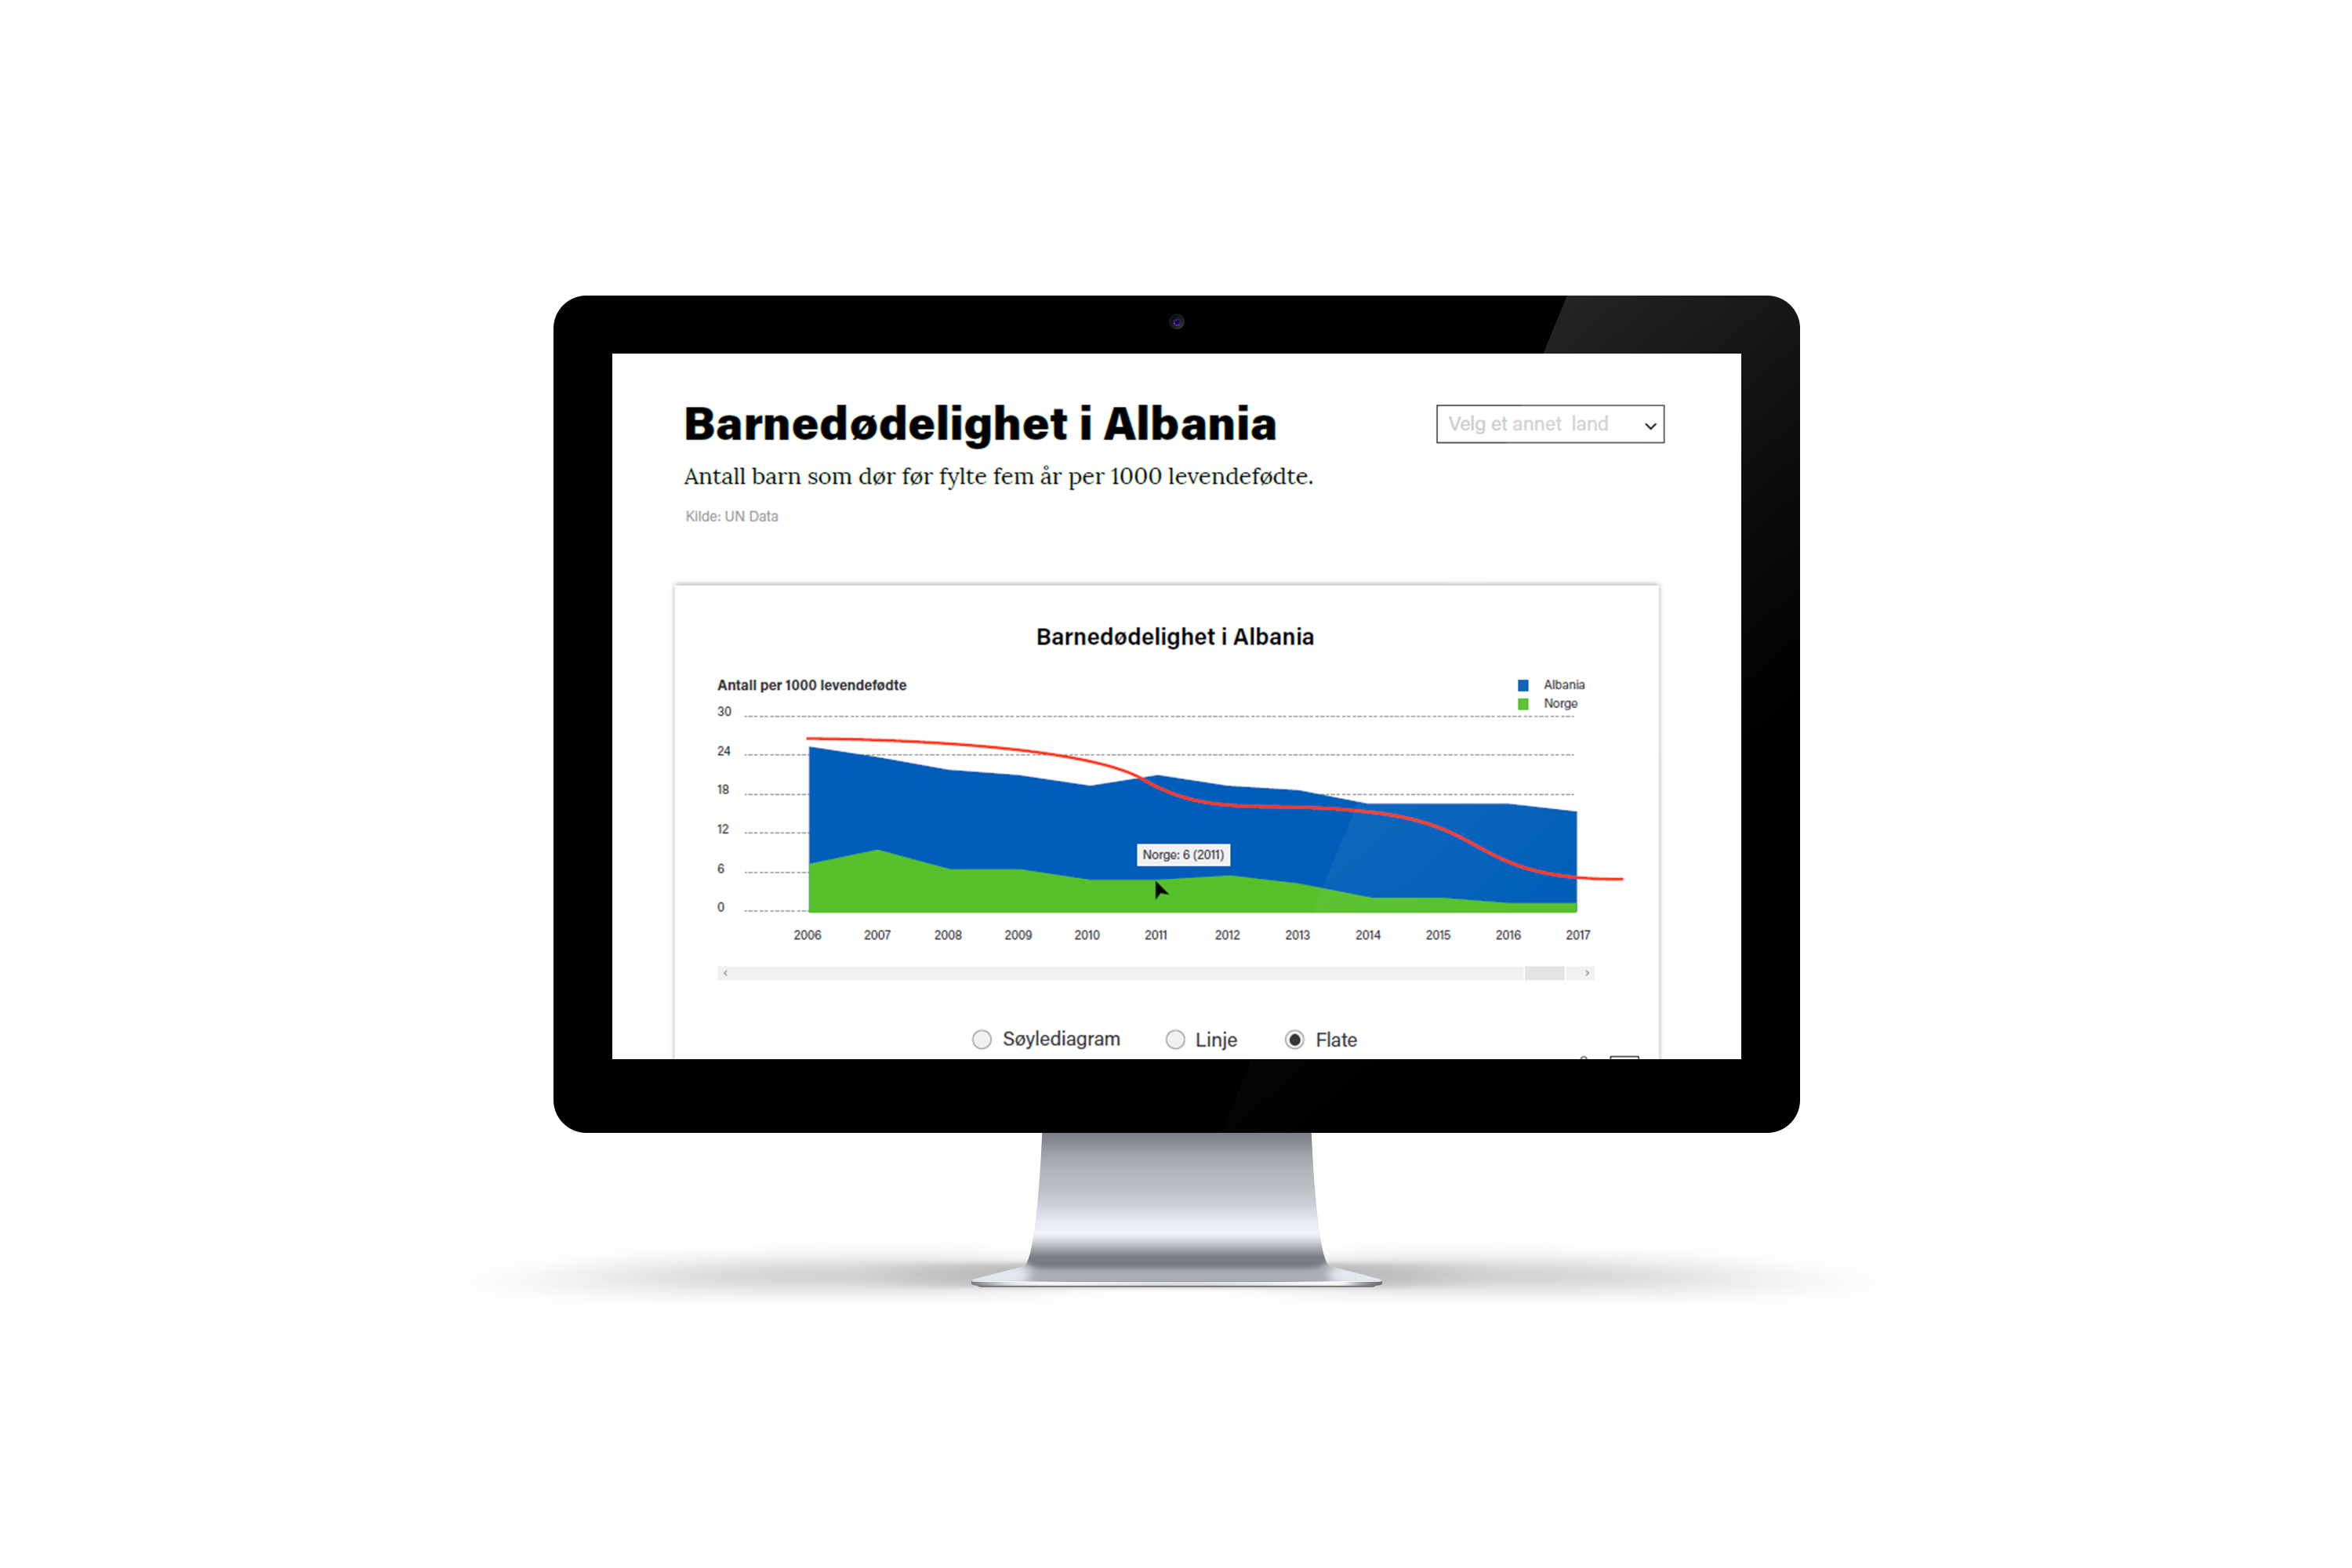 Barnedødelighet i Albania
Velg et annet land
Antall barn som dør før fylte fem år per 1000 levendefødte.
Kilde: UN Data
Barnedødelighet i Albania
Antall per 1000 levendefødte
Albania
Norge
30
24
18
12
6
0
Norge: 6 (2011)
2006 2007 2008 2009 2010 2011 2012 2013 2014 2015 2016 2017
Søylediagram Linje Flate